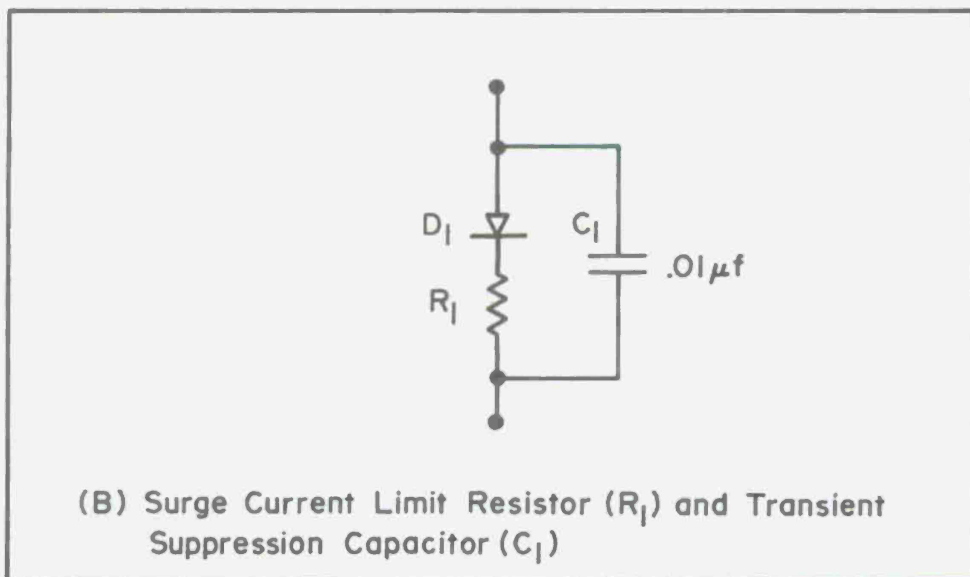 D₁
C₁
.01µf
R₁
(B) Surge Current Limit Resistor (R₁) and Transient
Suppression Capacitor (C₁)